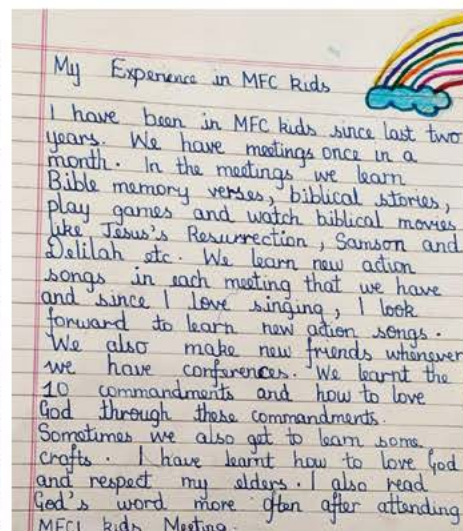 My Experience in MFC kids
I have been in MFC kids since last two
years. We have meetings once in a
month. In the meetings we learn
Bible memory verses, biblical stories,
play games and watch biblical movies
like Jesus's Resurrection, Samson and
Delilah etc. We learn new action
songs in each meeting that we have
and since I love singing, I look
forward to learn new action songs.
We also make new friends whenever
we have conferences. We learnt the
10 commandments and how to love
God through these commandments.
Sometimes we also get to learn some
crafts. I have learnt how to love God
and respect my elders. I also read
God's word more often after attending
MFCI kids Meeting.